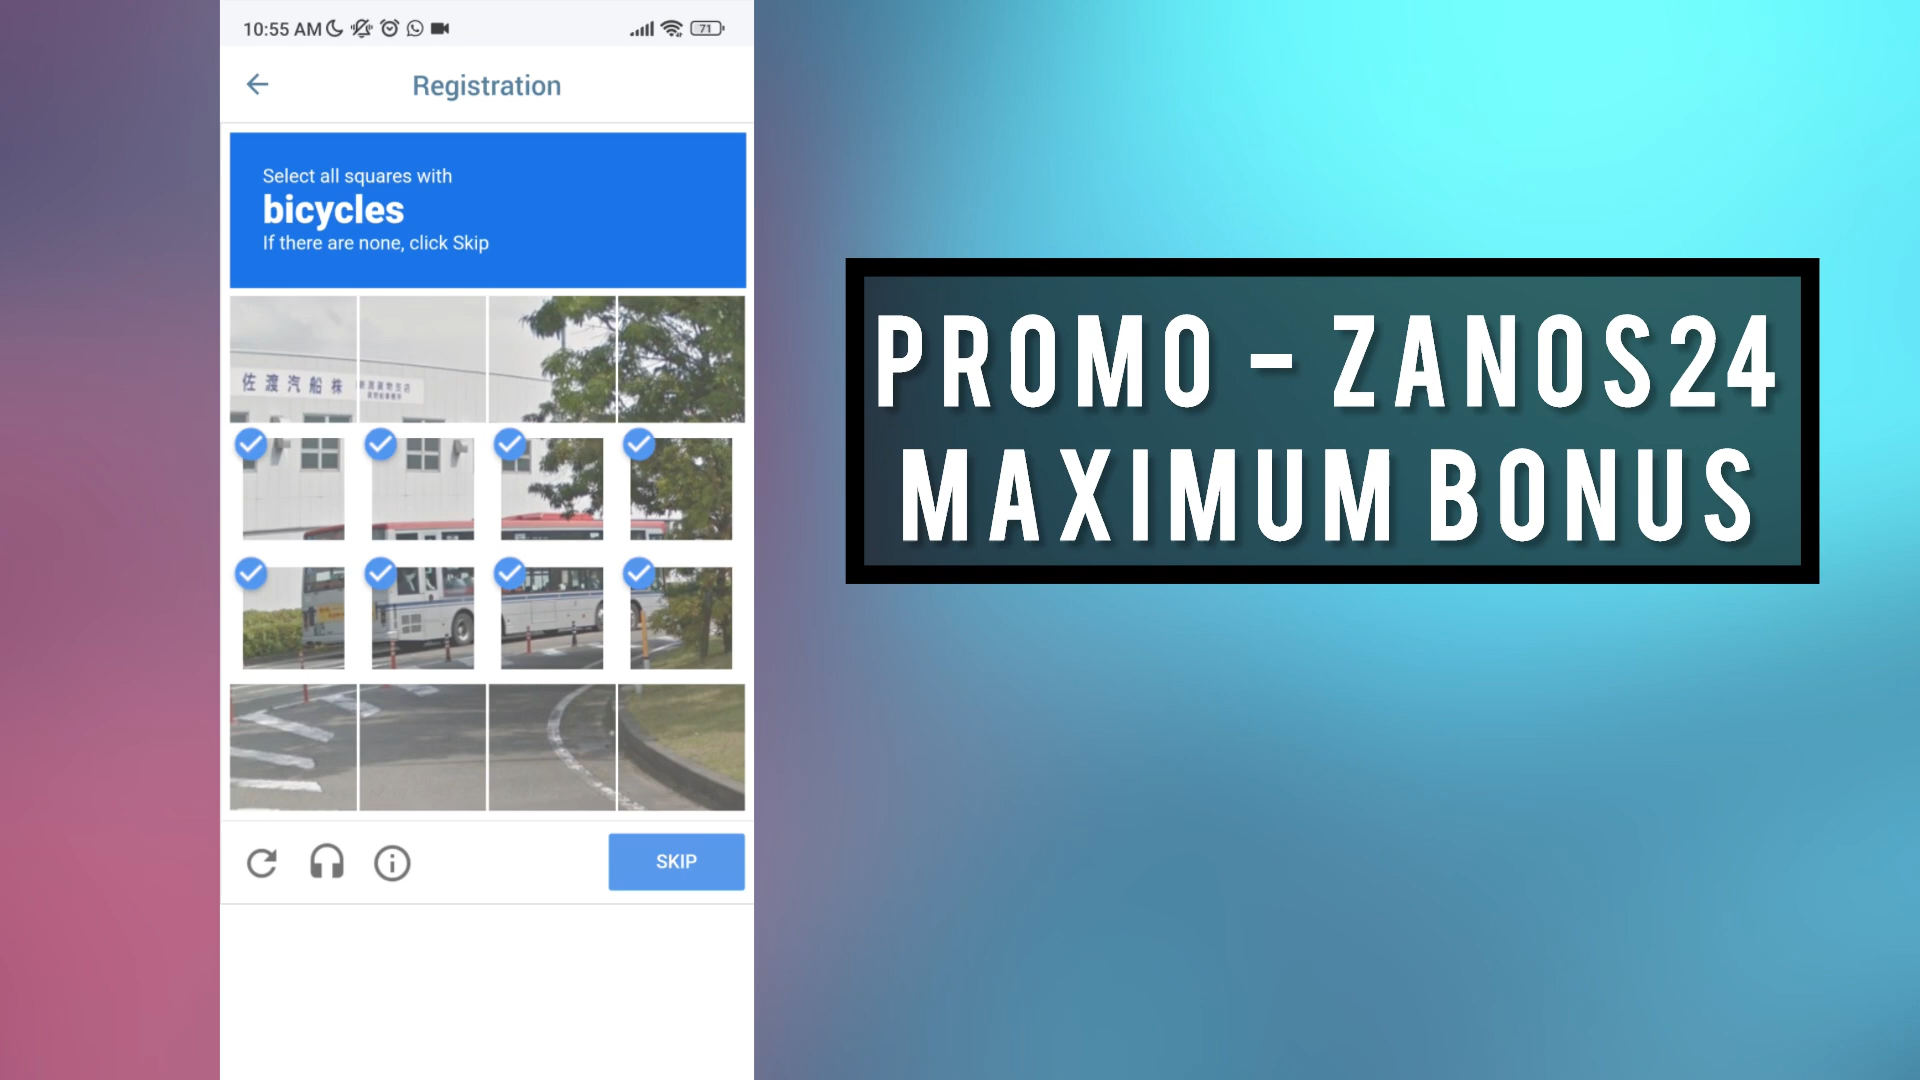 10:55 AM
71
Registration
Select all squares with
bicycles
If there are none, click Skip
佐渡汽船株
SKIP
PROMO - ZANOS24
MAXIMUM BONUS